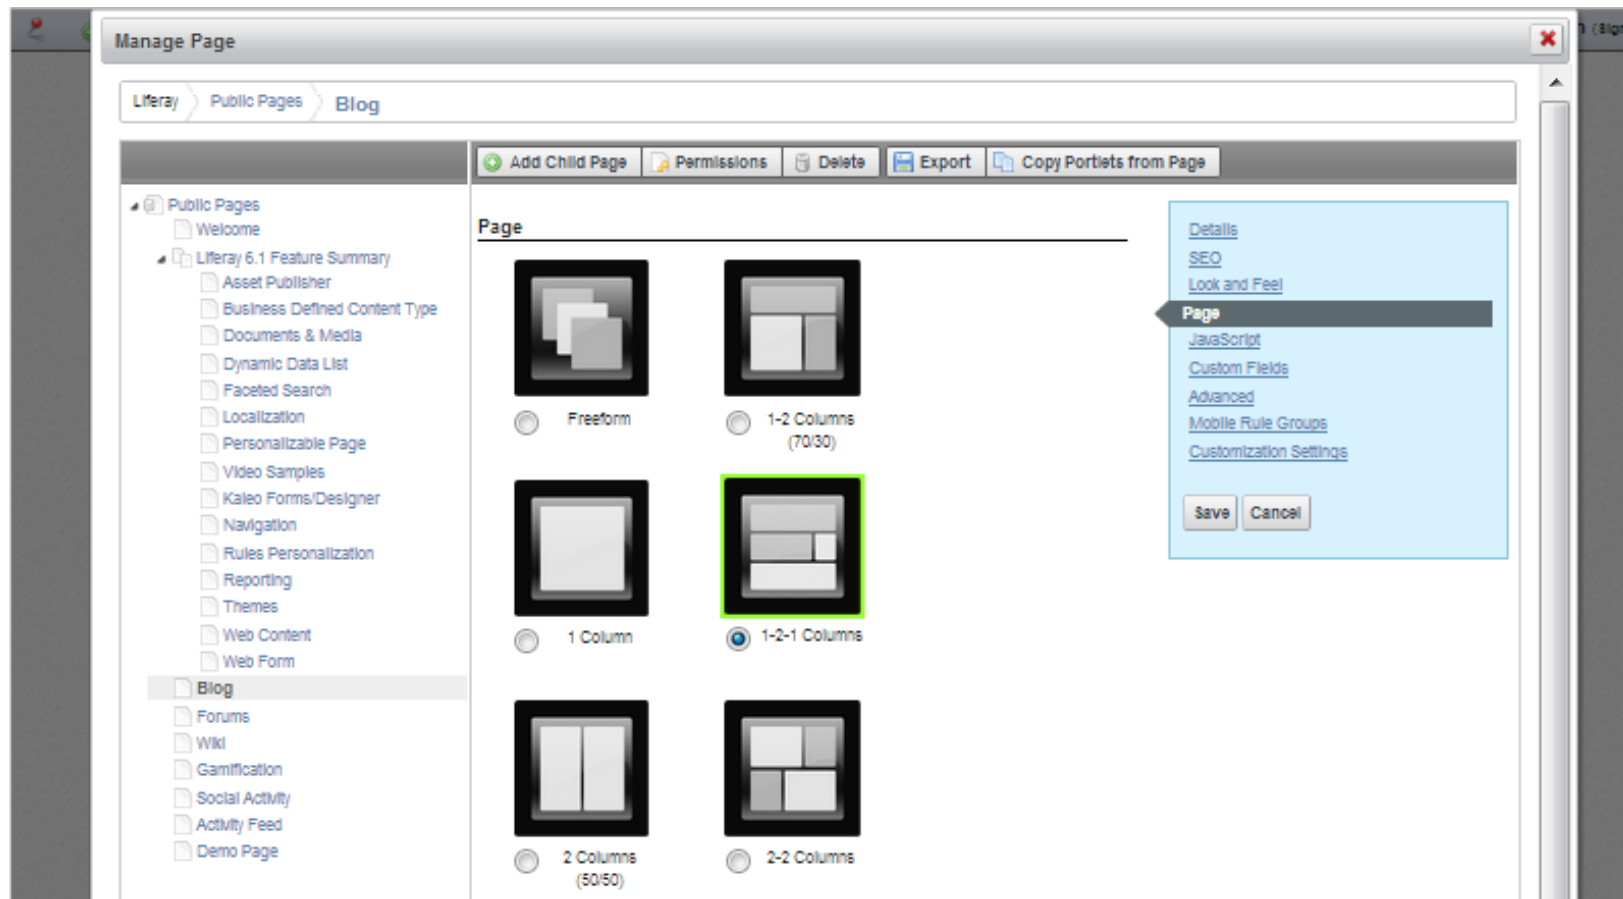 Manage Page
(Sign
Liferay Public Pages Blog
Add Child Page Permissions Delete Export Copy Portlets from Page
Public Pages
Welcome
Liferay 6.1 Feature Summary
Asset Publisher
Business Defined Content Type
Documents & Media
Dynamic Data List
Faceted Search
Localization
Personalizable Page
Video Samples
Kaleo Forms/Designer
Navigation
Rules Personalization
Reporting
Themes
Web Content
Web Form
Blog
Forums
Wiki
Gamification
Social Activity
Activity Feed
Demo Page
Page
Freeform
1-2 Columns
(70/30)
1 Column
1-2-1 Columns
2 Columns
(50/50)
2-2 Columns
Details
SEO
Look and Feel
Page
JavaScript
Custom Fields
Advanced
Mobile Rule Groups
Customization Settings
Save Cancel